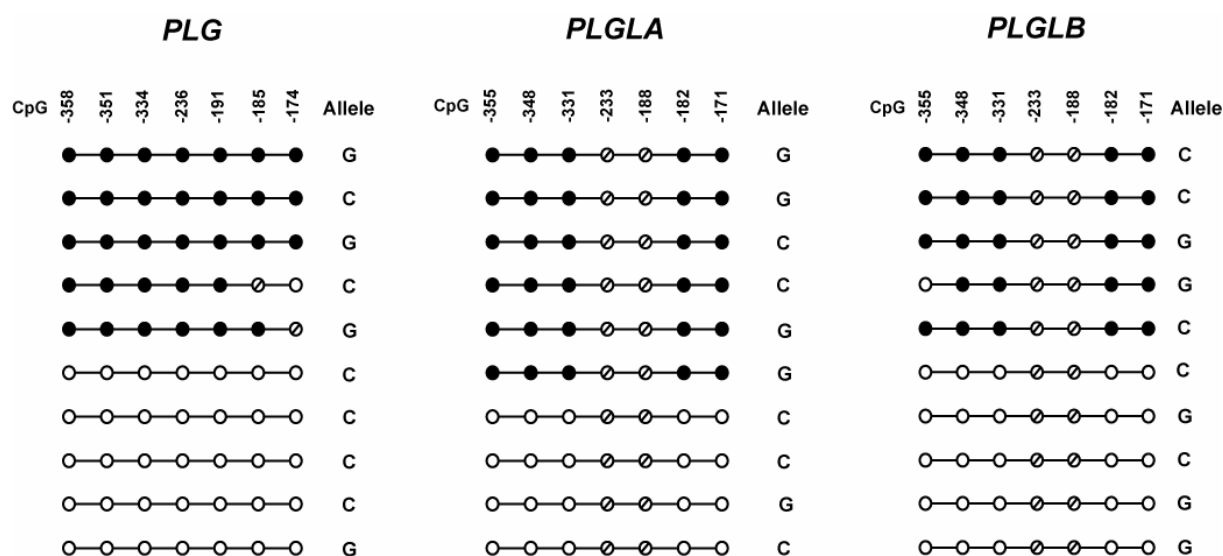 PLG PLGLA PLGLB
CpG -358 -351 -334 -236 -191 -185 -174 Allele CpG -355 -348 -331 -233 -188 -182 -171 Allele CpG -355 -348 -331 -233 -188 -182 -171 Allele
G G C
C G C
G C G
C C G
G G C
C G C
C C G
C C C
C G G
G C G